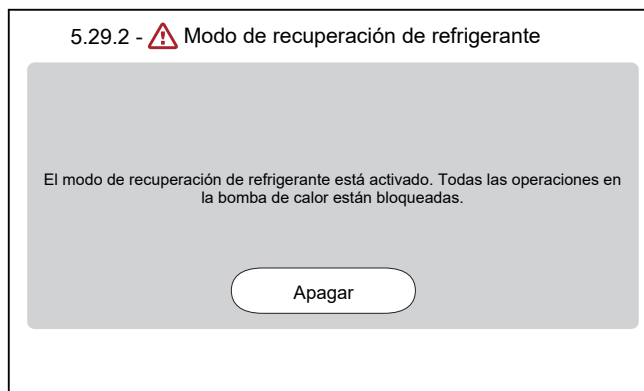 5.29.2 - Modo de recuperación de refrigerante
El modo de recuperación de refrigerante está activado. Todas las operaciones en
la bomba de calor están bloqueadas.
Apagar